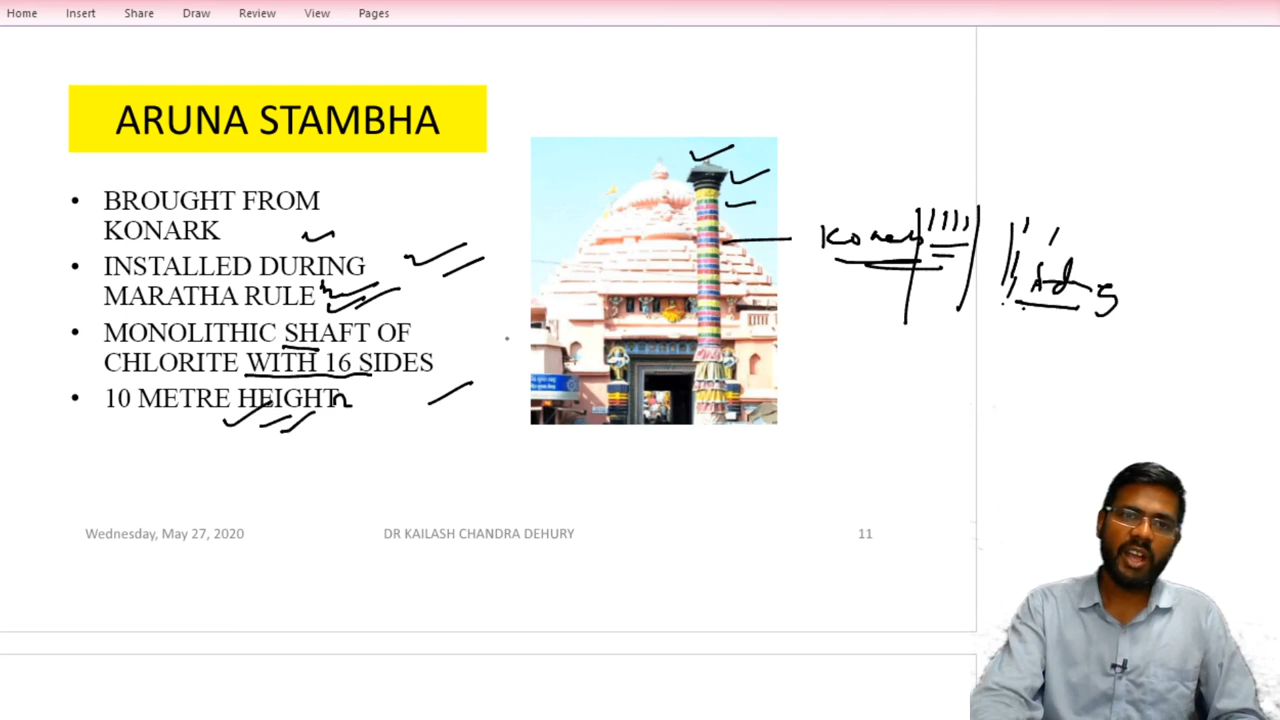 Home Insert Share Draw Review View Pages
ARUNA STAMBHA
• BROUGHT FROM
KONARK
• INSTALLED DURING
MARATHA RULE
• MONOLITHIC SHAFT OF
CHLORITE WITH 16 SIDES
• 10 METRE HEIGHT
Wednesday, May 27, 2020 DR KAILASH CHANDRA DEHURY 11